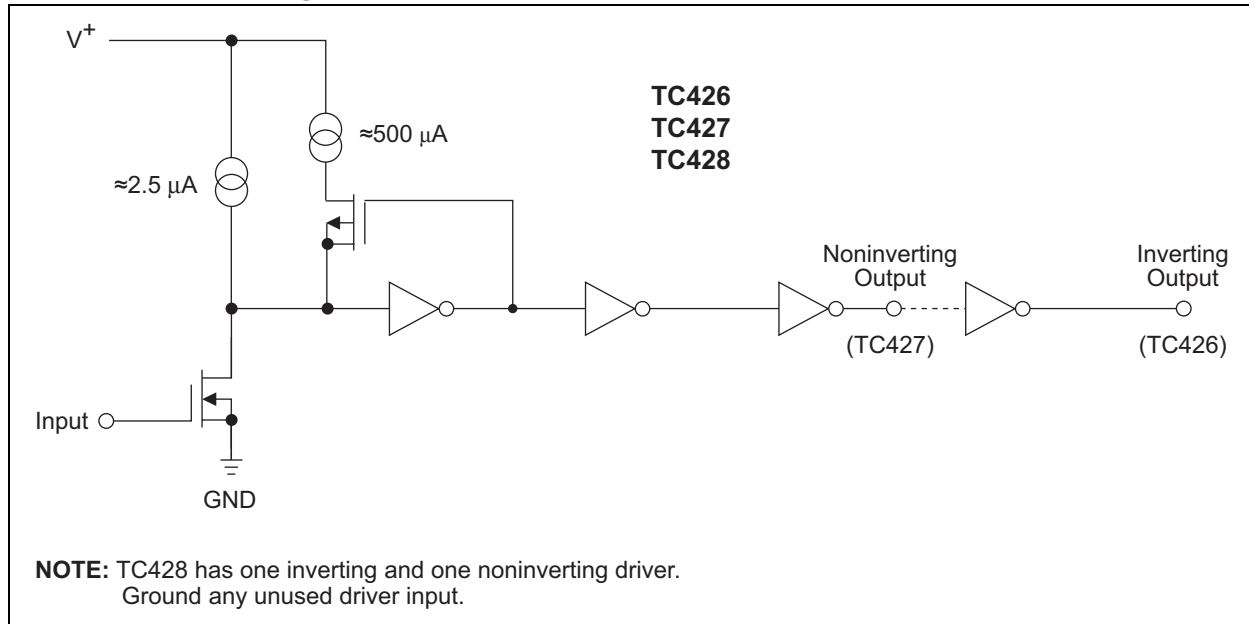 V+
TC426
TC427
TC428
≈500 μA
≈2.5 μA
Noninverting
Output
Inverting
Output
(TC427)
(TC426)
Input
GND
NOTE: TC428 has one inverting and one noninverting driver.
Ground any unused driver input.